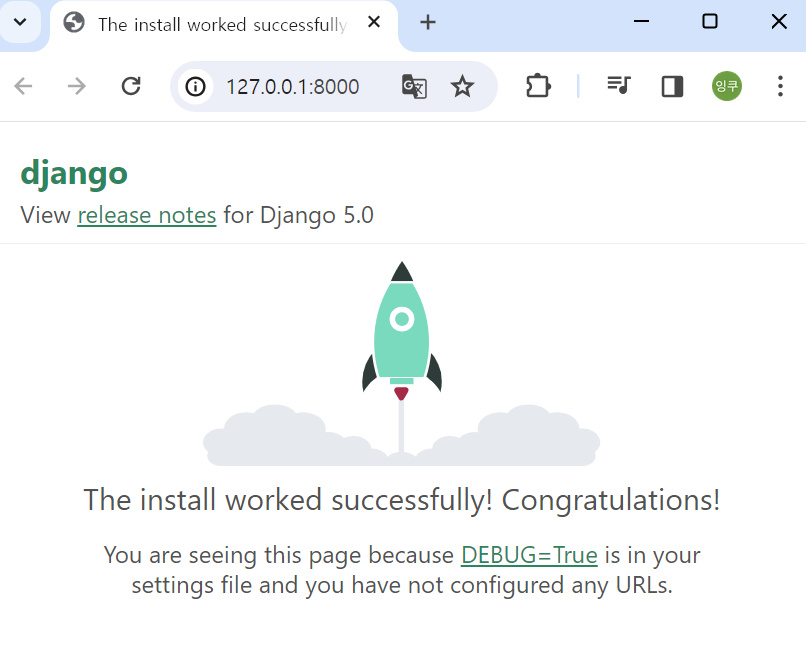 The install worked successfully
127.0.0.1:8000
잉쿠
django
View release notes for Django 5.0
The install worked successfully! Congratulations!
You are seeing this page because DEBUG=True is in your
settings file and you have not configured any URLs.